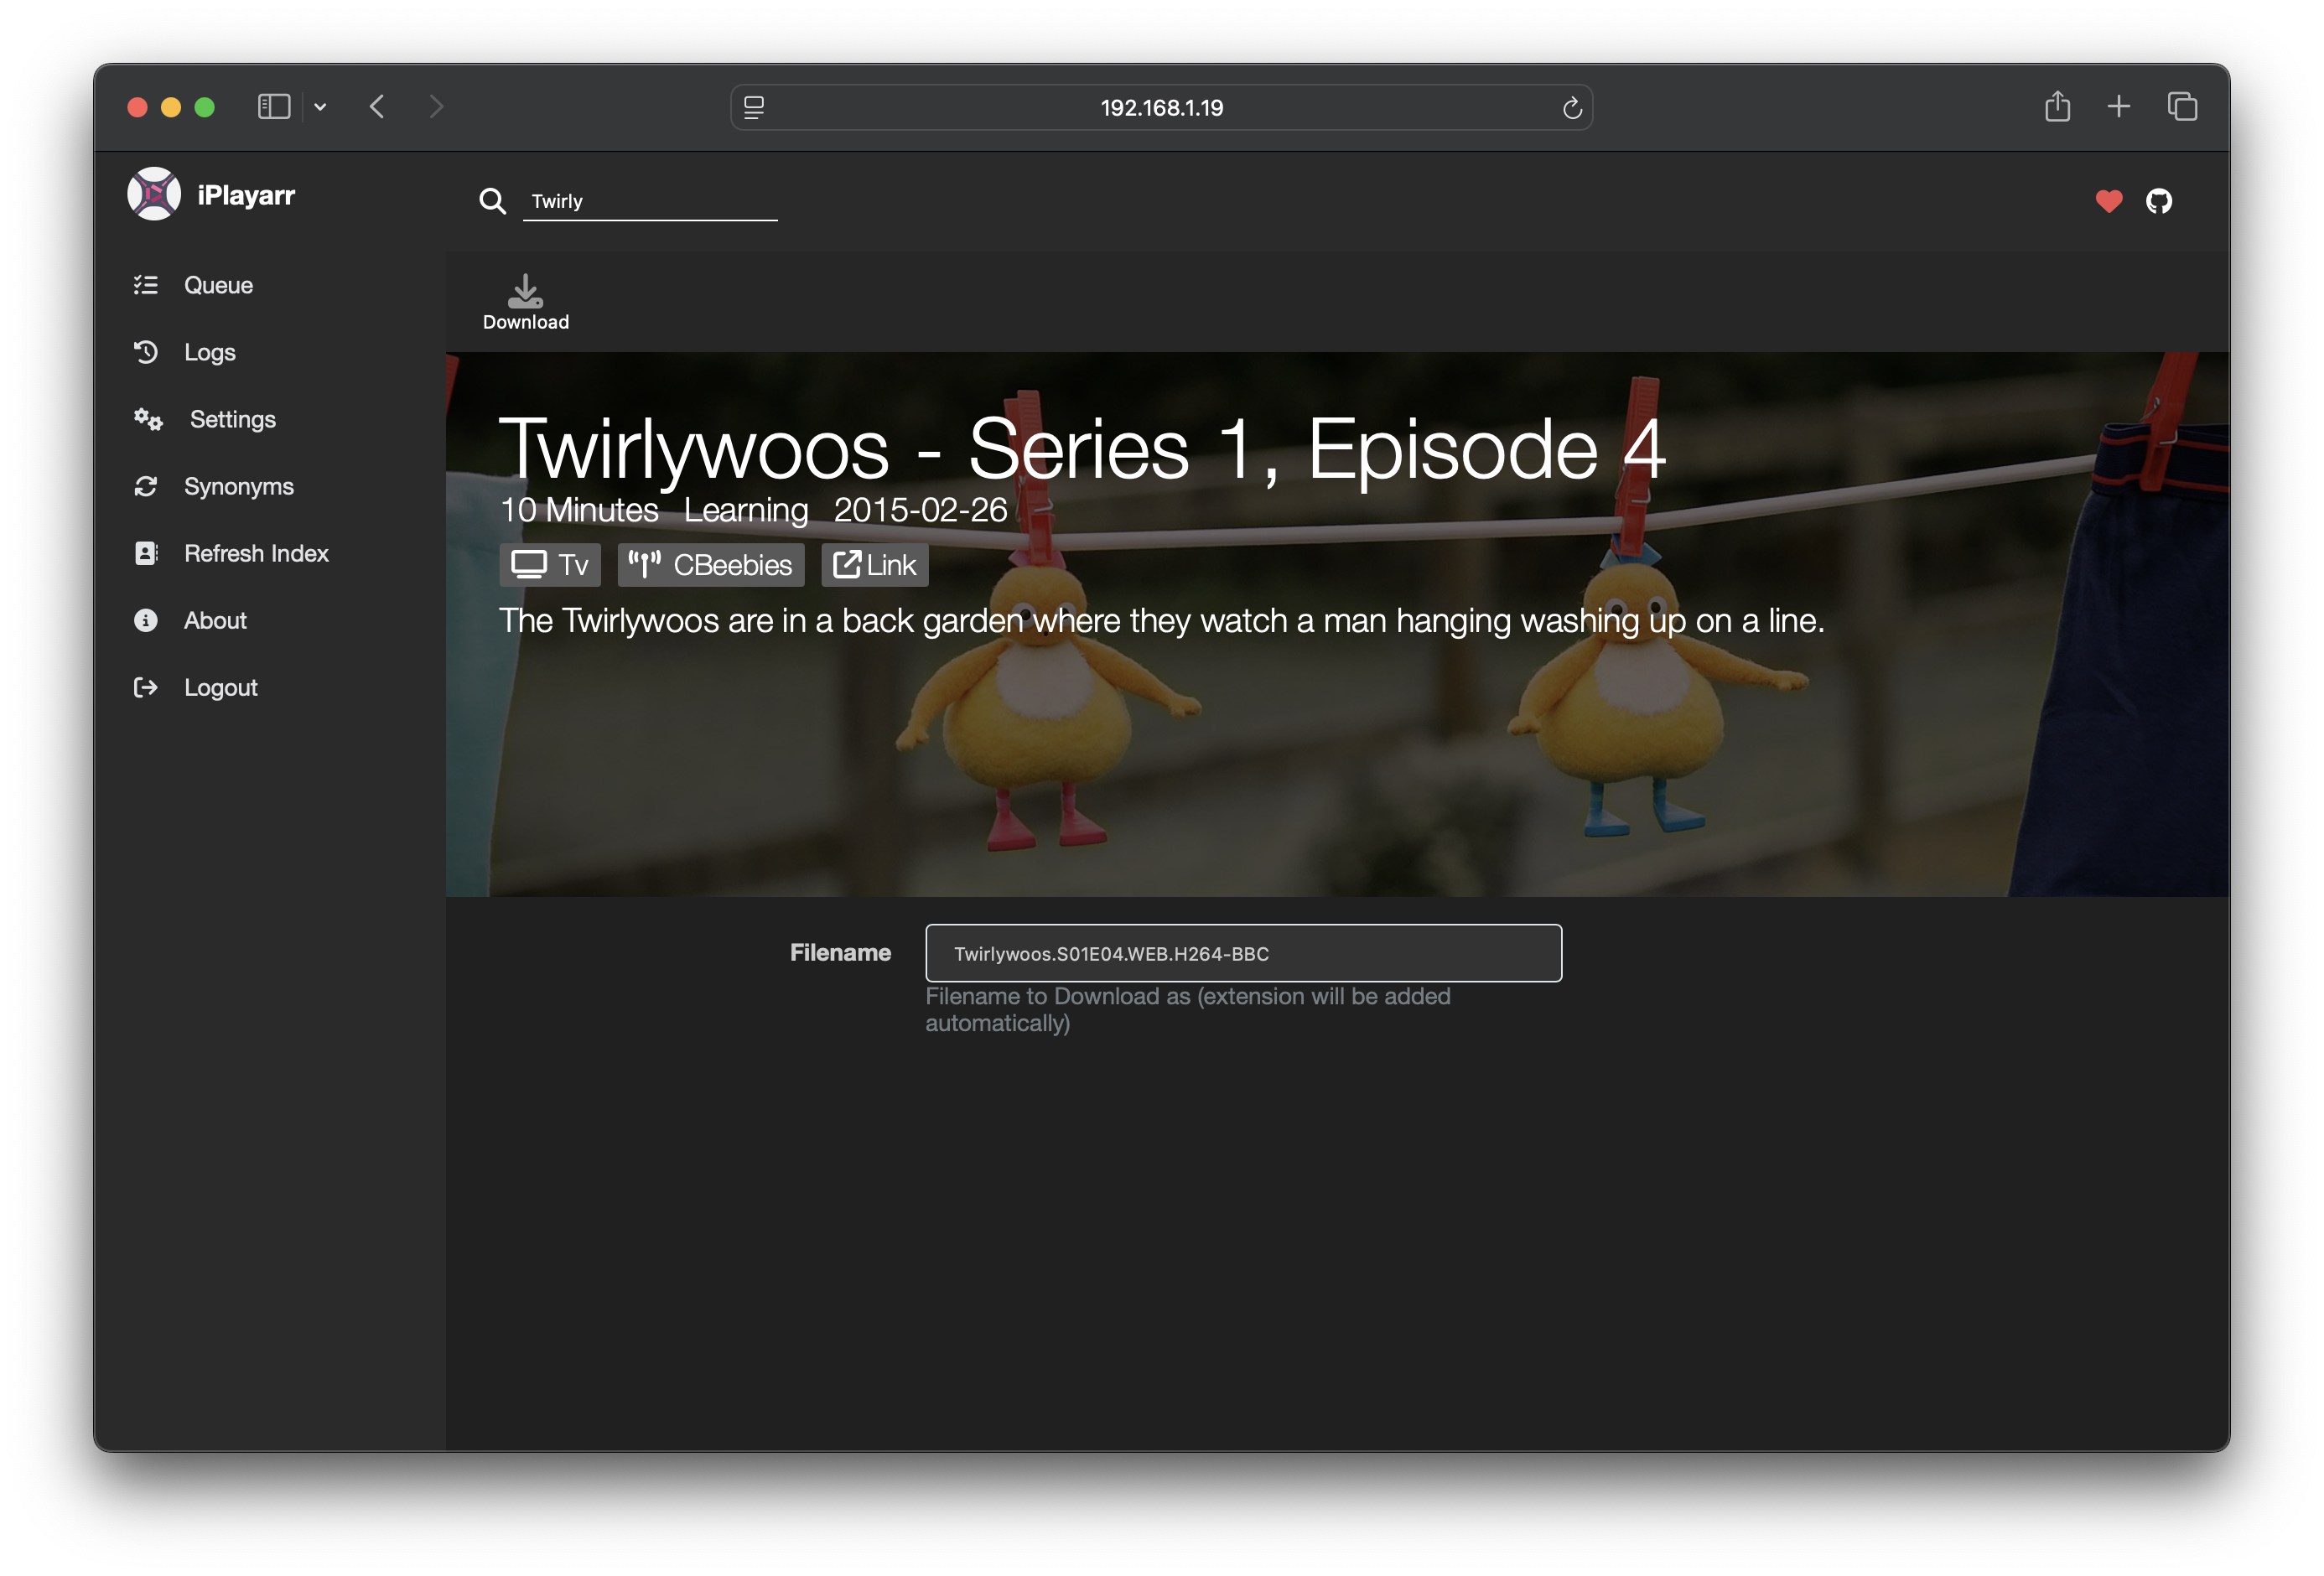 192.168.1.19
iPlayarr
Twirly
Queue
Logs
Settings
Synonyms
Refresh Index
About
Logout
Download
Twirlywoos - Series 1, Episode 4
10 Minutes Learning 2015-02-26
Tv CBeebies Link
The Twirlywoos are in a back garden where they watch a man hanging washing up on a line.
Filename
Twirlywoos.S01E04.WEB.H264-BBC
Filename to Download as (extension will be added
automatically)